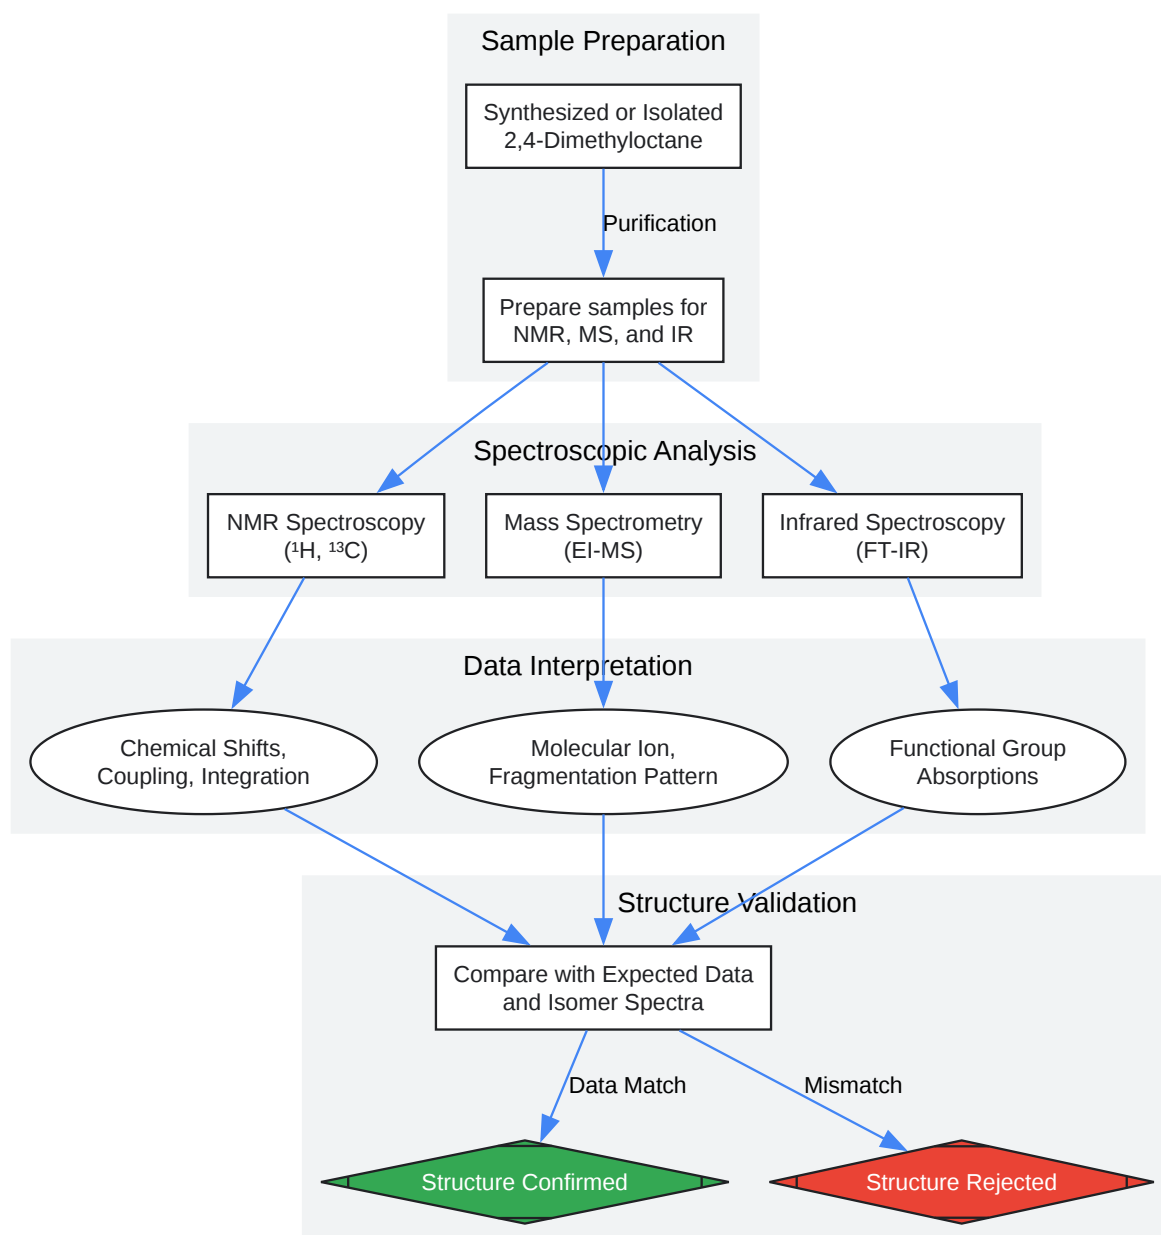 Sample Preparation
Synthesized or Isolated
2,4-Dimethyloctane
Purification
Prepare samples for
NMR, MS, and IR
Spectroscopic Analysis
NMR Spectroscopy
(¹H, ¹³C)
Mass Spectrometry
(EI-MS)
Infrared Spectroscopy
(FT-IR)
Data Interpretation
Chemical Shifts,
Coupling, Integration
Molecular Ion,
Fragmentation Pattern
Functional Group
Absorptions
Structure Validation
Compare with Expected Data
and Isomer Spectra
Data Match
Mismatch
Structure Confirmed
Structure Rejected